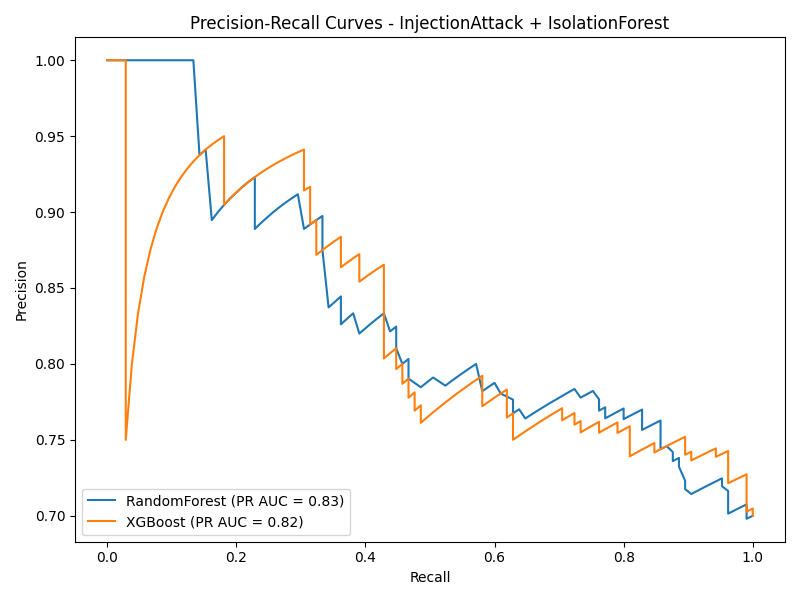 Precision-Recall Curves - InjectionAttack + IsolationForest
Precision
1.00
0.95
0.90
0.85
0.80
0.75
0.70
RandomForest (PR AUC = 0.83)
XGBoost (PR AUC = 0.82)
0.0 0.2 0.4 0.6 0.8 1.0
Recall